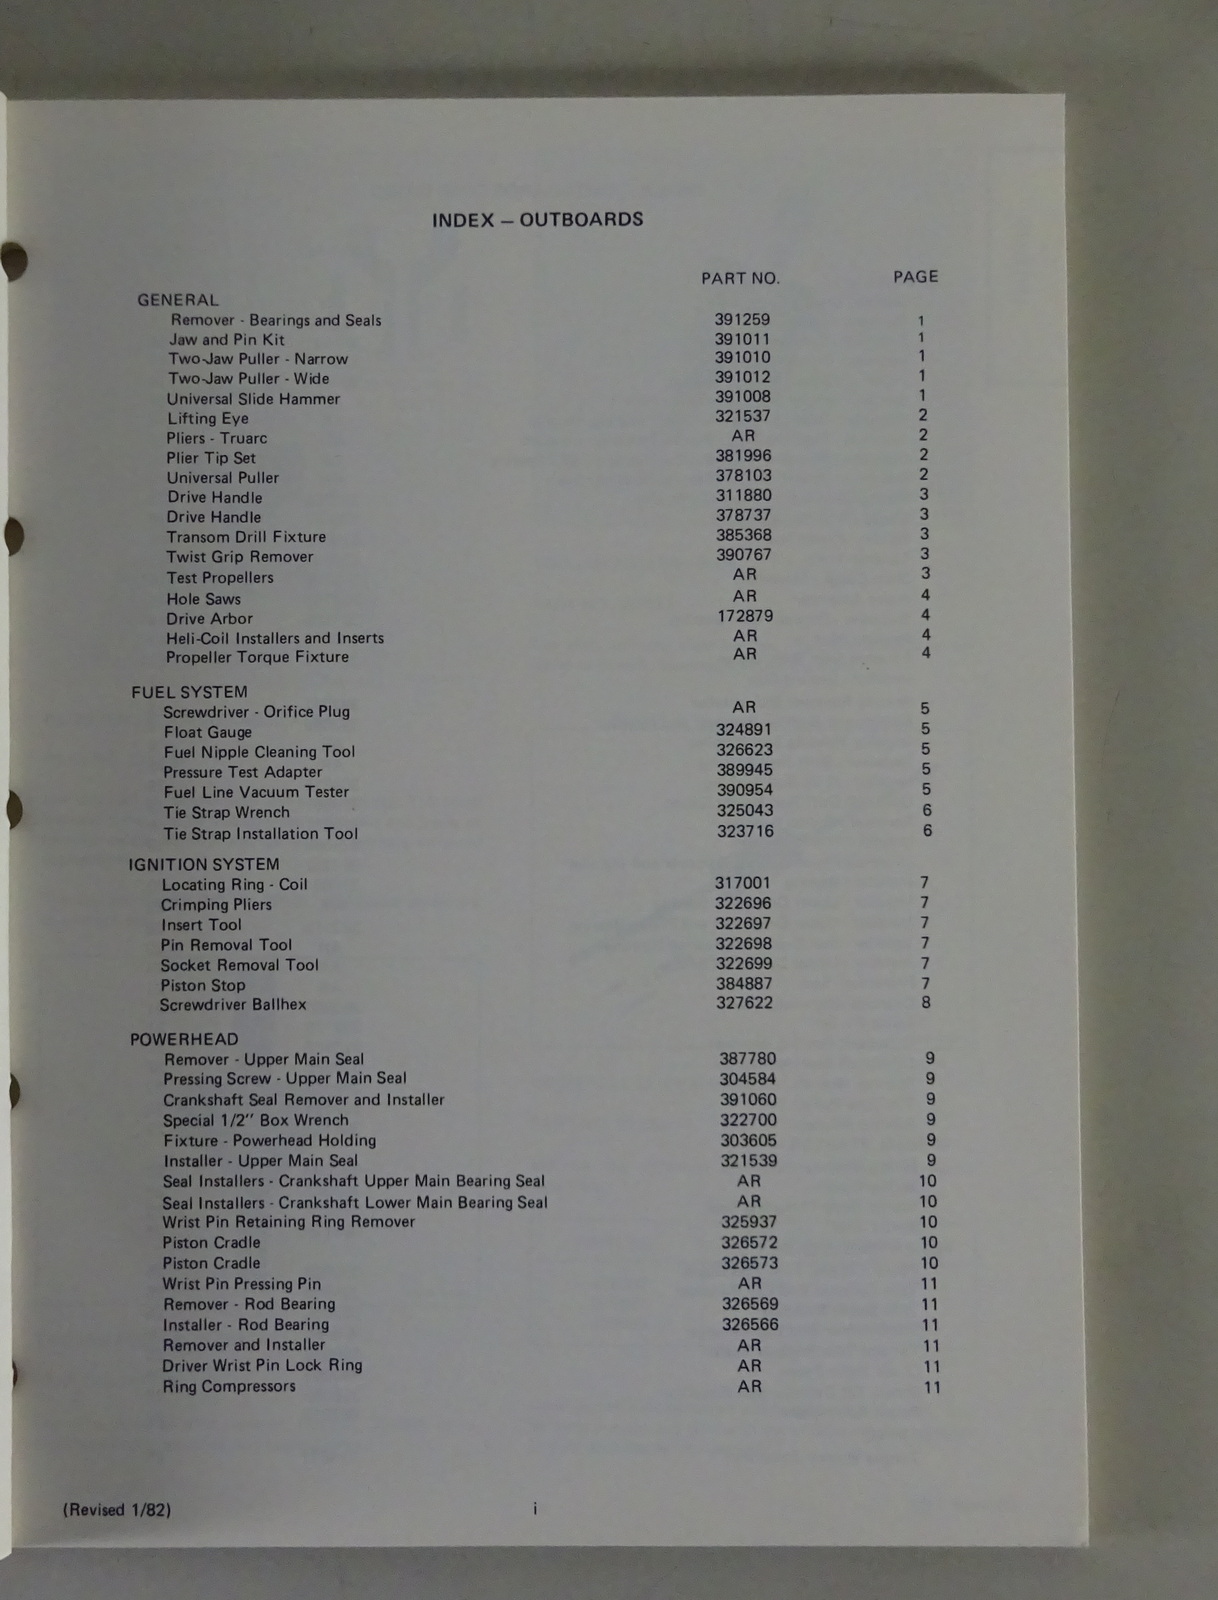 INDEX – OUTBOARDS
PART NO. PAGE
GENERAL
Remover - Bearings and Seals 391259 1
Jaw and Pin Kit 391011 1
Two-Jaw Puller - Narrow 391010 1
Two-Jaw Puller - Wide 391012 1
Universal Slide Hammer 391008 1
Lifting Eye 321537 2
Pliers - Truarc AR 2
Plier Tip Set 381996 2
Universal Puller 378103 2
Drive Handle 311880 3
Drive Handle 378737 3
Transom Drill Fixture 385368 3
Twist Grip Remover 390767 3
Test Propellers AR 3
Hole Saws AR 4
Drive Arbor 172879 4
Heli-Coil Installers and Inserts AR 4
Propeller Torque Fixture AR 4
FUEL SYSTEM
Screwdriver - Orifice Plug AR 5
Float Gauge 324891 5
Fuel Nipple Cleaning Tool 326623 5
Pressure Test Adapter 389945 5
Fuel Line Vacuum Tester 390954 5
Tie Strap Wrench 325043 6
Tie Strap Installation Tool 323716 6
IGNITION SYSTEM
Locating Ring - Coil 317001 7
Crimping Pliers 322696 7
Insert Tool 322697 7
Pin Removal Tool 322698 7
Socket Removal Tool 322699 7
Piston Stop 384887 7
Screwdriver Ballhex 327622 8
POWERHEAD
Remover - Upper Main Seal 387780 9
Pressing Screw - Upper Main Seal 304584 9
Crankshaft Seal Remover and Installer 391060 9
Special 1/2" Box Wrench 322700 9
Fixture - Powerhead Holding 303605 9
Installer - Upper Main Seal 321539 9
Seal Installers - Crankshaft Upper Main Bearing Seal AR 10
Seal Installers - Crankshaft Lower Main Bearing Seal AR 10
Wrist Pin Retaining Ring Remover 325937 10
Piston Cradle 326572 10
Piston Cradle 326573 10
Wrist Pin Pressing Pin AR 11
Remover - Rod Bearing 326569 11
Installer - Rod Bearing 326566 11
Remover and Installer AR 11
Driver Wrist Pin Lock Ring AR 11
Ring Compressors AR 11
(Revised 1/82) i